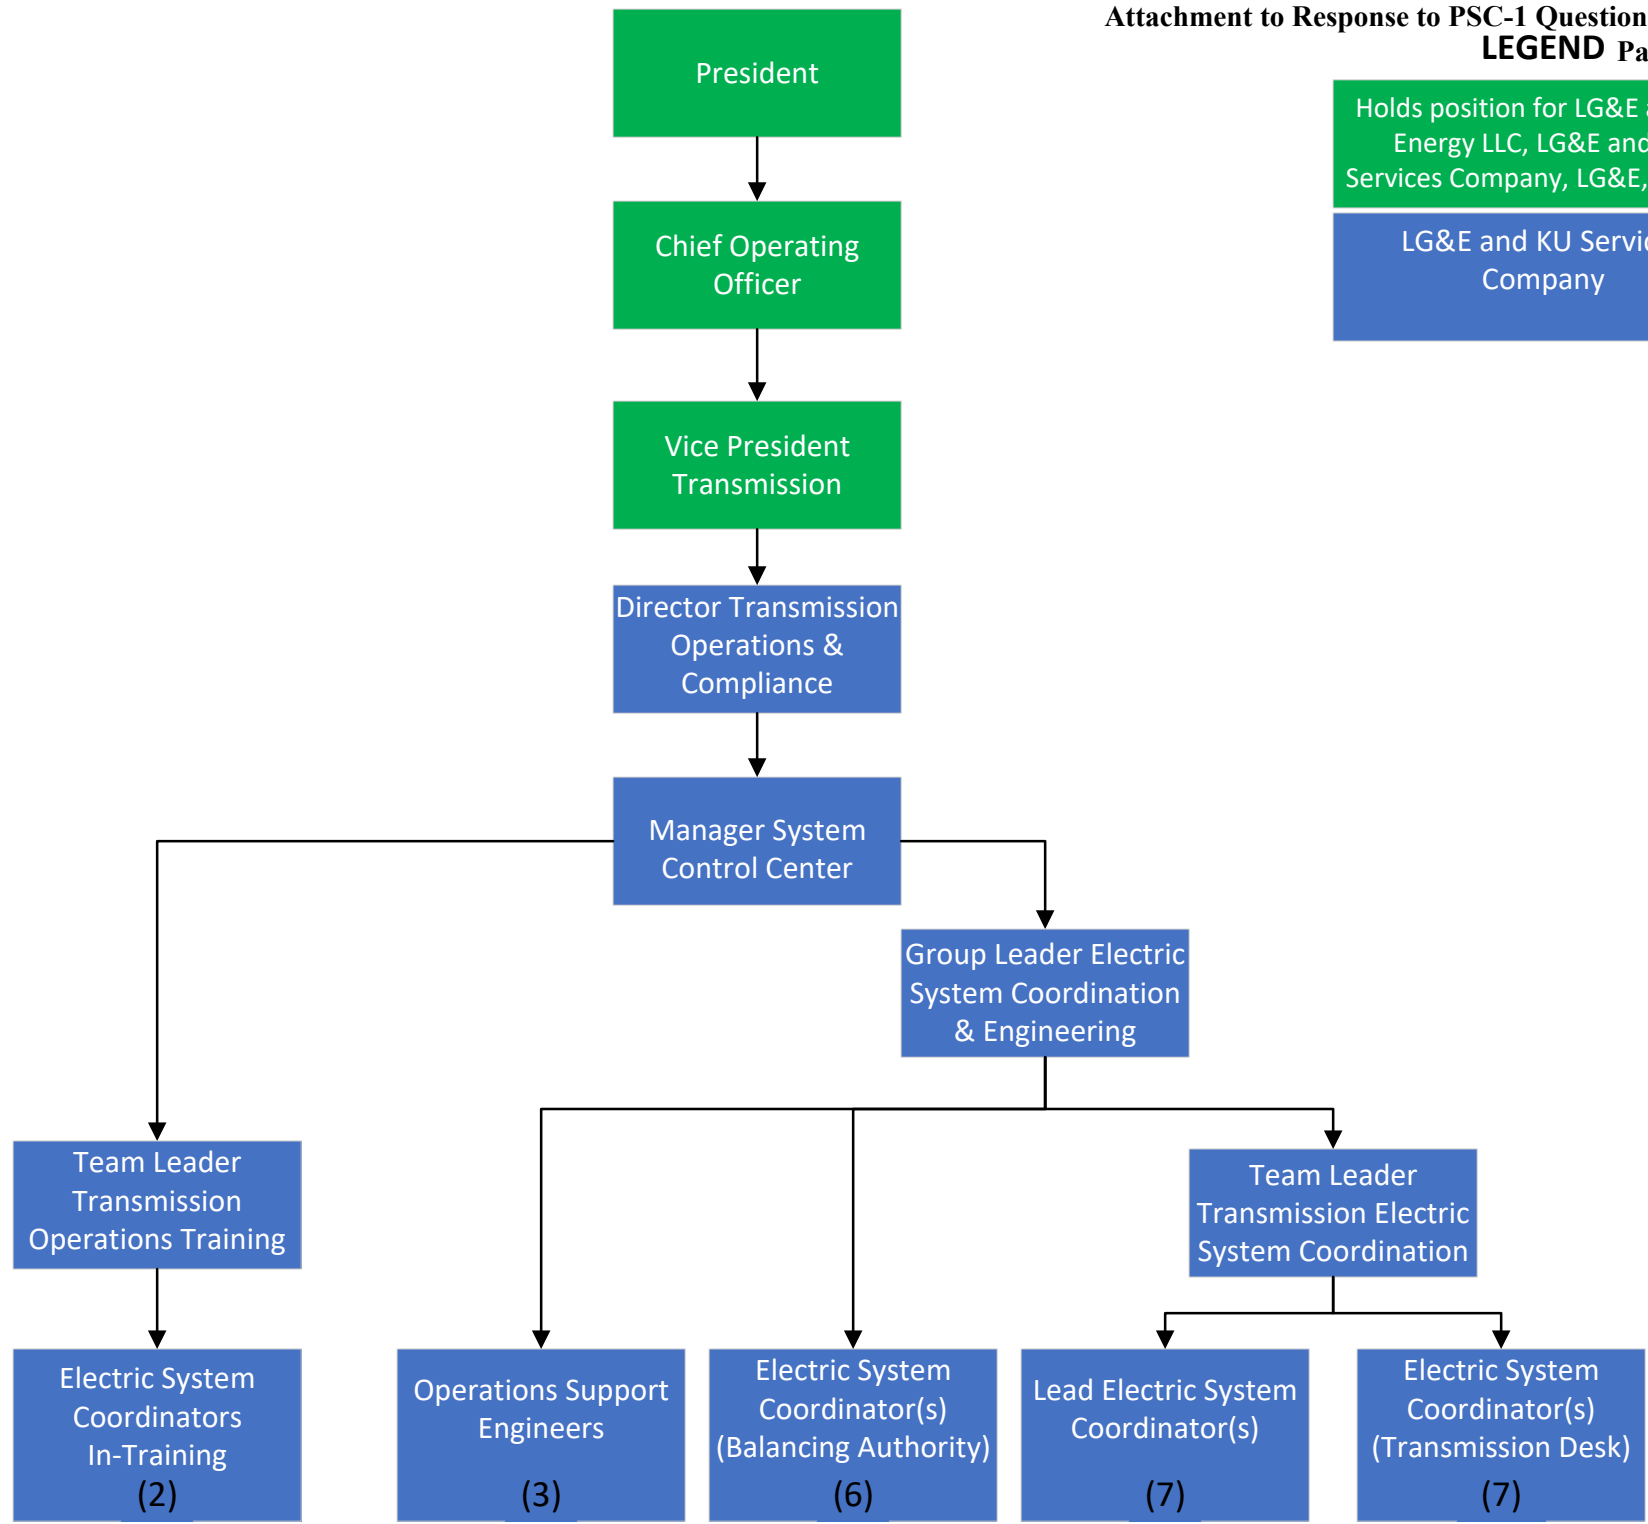 Attachment to Response to PSC-1 Question
LEGEND
President
Holds position for LG&E
Energy LLC, LG&E and
Services Company, LG&E,
Chief Operating
Officer
LG&E and KU
Company
Vice President
Transmission
Director Transmission
Operations &
Compliance
Manager System
Control Center
Group Leader Electric
System Coordination
& Engineering
Team Leader
Transmission
Operations Training
Team Leader
Transmission Electric
System Coordination
Electric System
Coordinators
In-Training
(2)
Operations Support
Engineers
(3)
Electric System
Coordinator(s)
(Balancing Authority)
(6)
Lead Electric System
Coordinator(s)
(7)
Electric System
Coordinator(s)
(Transmission Desk)
(7)